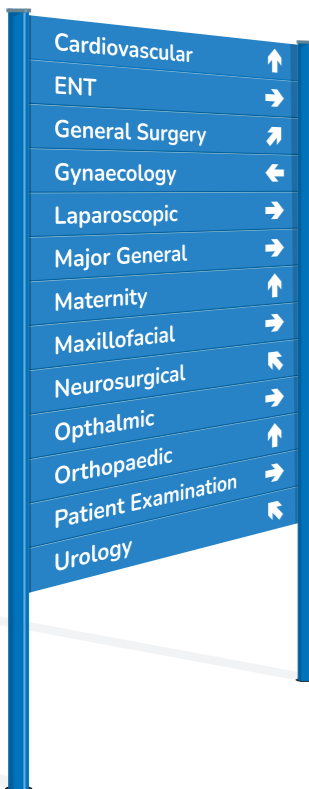 Cardiovascular
ENT
General Surgery
Gynaecology
Laparoscopic
Major General
Maternity
Maxillofacial
Neurosurgical
Opthalmic
Orthopaedic
Patient Examination
Urology